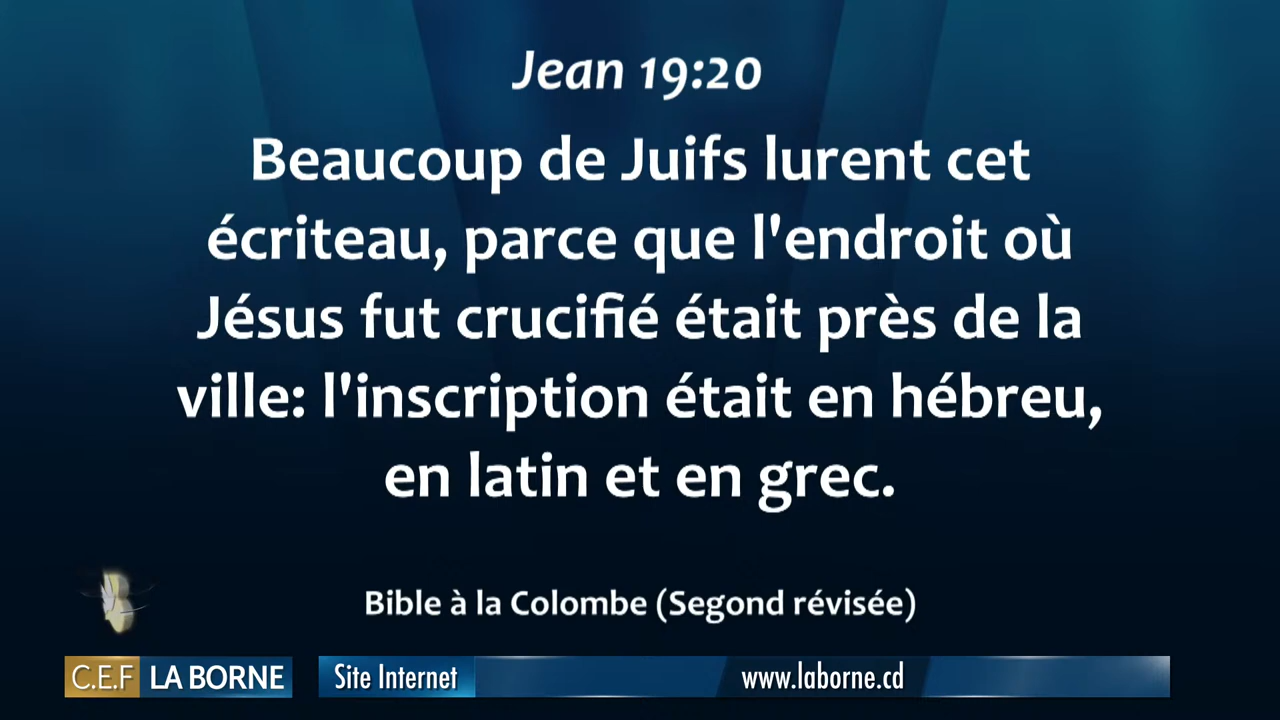 Jean 19:20
Beaucoup de Juifs lurent cet
écriteau, parce que l'endroit où
Jésus fut crucifié était près de la
ville: l'inscription était en hébreu,
en latin et en grec.
Bible à la Colombe (Segond révisée)
C.E.F LA BORNE Site Internet www.laborne.cd